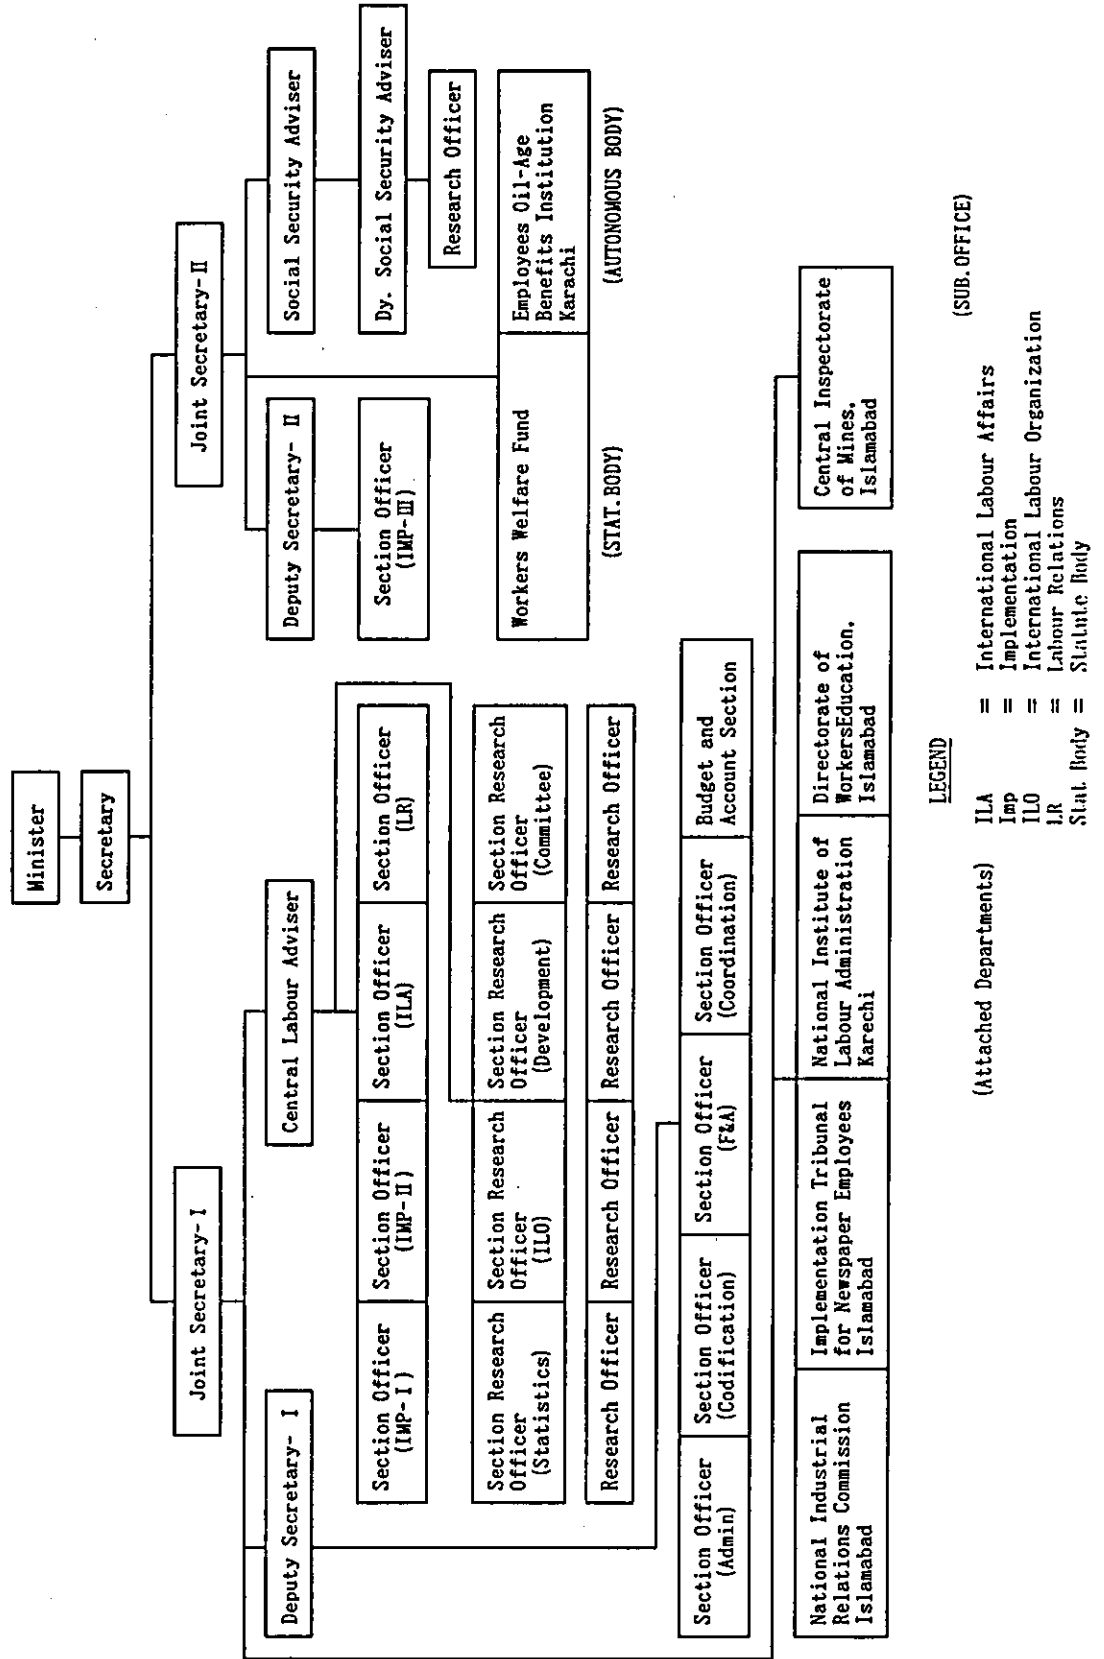 Minister
Secretary
Joint Secretary-I
Joint Secretary-II
Deputy Secretary- I
Central Labour Adviser
Deputy Secretary- II
Social Security Adviser
Section Officer
(IMP-I)
Section Officer
(IMP-II)
Section Officer
(ILA)
Section Officer
(LR)
Section Officer
(IMP-III)
Dy. Social Security Adviser
Research Officer
Section Research
Officer
(Statistics)
Section Research
Officer
(ILO)
Section Research
Officer
(Development)
Section Research
Officer
(Committee)
Workers Welfare Fund
Employees Oil-Age
Benefits Institution
Karachi
Research Officer
Research Officer
Research Officer
Research Officer
(STAT.BODY)
(AUTONOMOUS BODY)
Section Officer
(Admin)
Section Officer
(Codification)
Section Officer
(F&A)
Section Officer
(Coordination)
Budget and
Account Section
National Industrial
Relations Commission
Islamabad
Implementation Tribunal
for Newspaper Employees
Islamabad
National Institute of
Labour Administration
Karechi
Directorate of
WorkersEducation.
Islamabad
Central Inspectorate
of Mines.
Islamabad
(Attached Departments)
(SUB.OFFICE)
LEGEND
ILA = International Labour Affairs
Imp = Implementation
ILO = International Labour Organization
LR = Labour Relations
Stat. Body = Statute Body